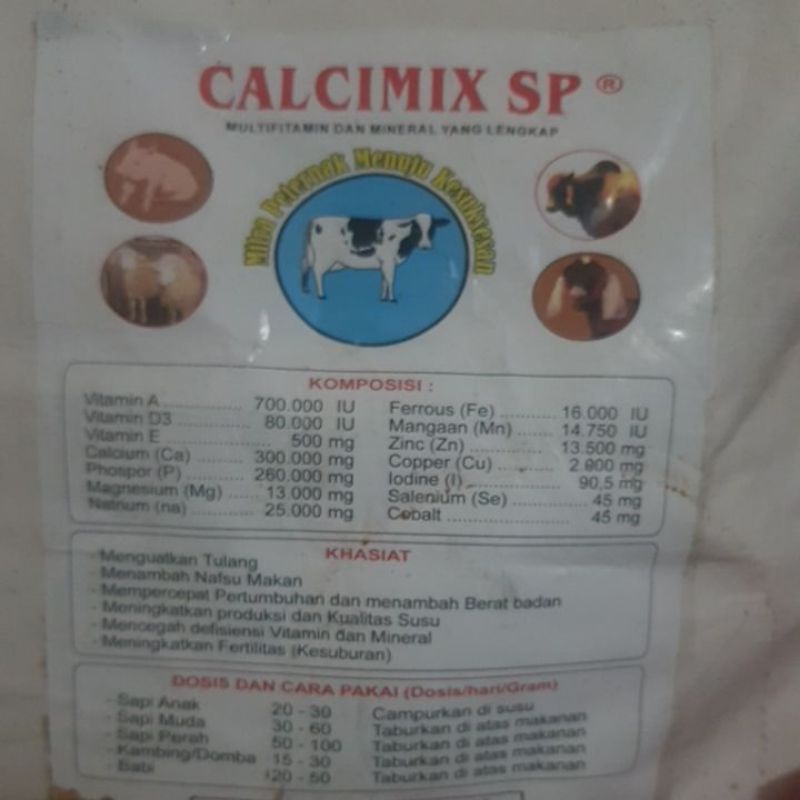 CALCIMIX SP ®
MULTIFITAMIN DAN MINERAL YANG LENGKAP
Mitra Peternak Menuju Kesuksesan
KOMPOSISI :
Vitamin A .............. 700.000 IU
Vitamin D3 .............. 80.000 IU
Vitamin E .............. 500 mg
Calcium (Ca) .......... 300.000 mg
Phospor (P) .......... 260.000 mg
Magnesium (Mg) ...... 13.000 mg
Natrium (na) ........... 25.000 mg
Ferrous (Fe) ........... 16.000 IU
Mangaan (Mn) ....... 14.750 IU
Zinc (Zn) .............. 13.500 mg
Copper (Cu) ........... 2.000 mg
Iodine (I) .............. 90,5 mg
Salenium (Se) .............. 45 mg
Cobalt ..................... 45 mg
KHASIAT
- Menguatkan Tulang
- Menambah Nafsu Makan
- Mempercepat Pertumbuhan dan menambah Berat badan
- Meningkatkan produksi dan Kualitas Susu
- Mencegah defisiensi Vitamin dan Mineral
- Meningkatkan Fertilitas (Kesuburan)
DOSIS DAN CARA PAKAI (Dosis/hari/Gram)
- Sapi Anak 20 - 30 Campurkan di susu
- Sapi Muda 30 - 60 Taburkan di atas makanan
- Sapi Perah 50 - 100 Taburkan di atas makanan
- Kambing/Domba 15 - 30 Taburkan di atas makanan
- Babi 20 - 50 Taburkan di atas makanan